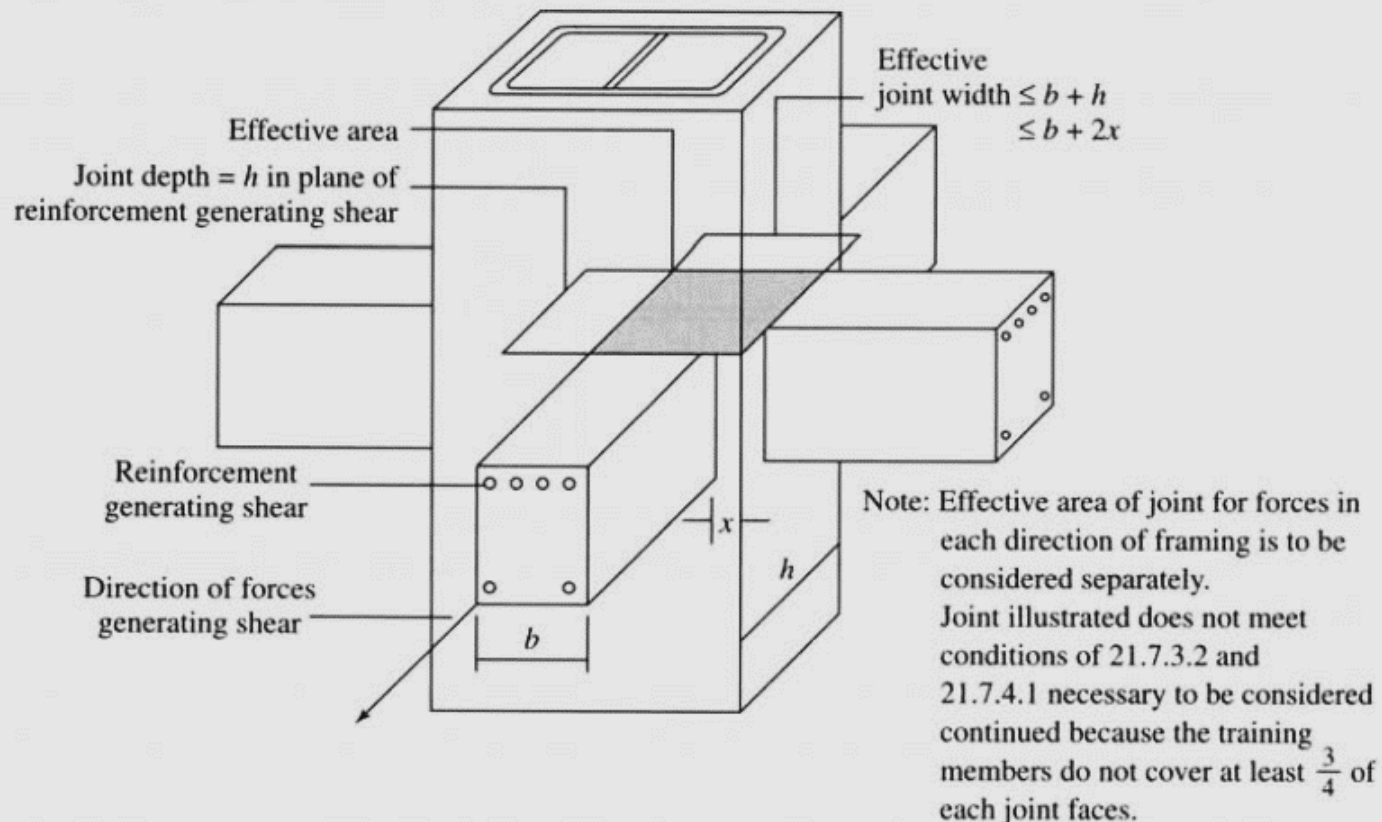 Effective
joint width ≤ b + h
≤ b + 2x
Effective area
Joint depth = h in plane of
reinforcement generating shear
Reinforcement
generating shear
Direction of forces
generating shear
b
x
h
Note: Effective area of joint for forces in
each direction of framing is to be
considered separately.
Joint illustrated does not meet
conditions of 21.7.3.2 and
21.7.4.1 necessary to be considered
continued because the training
members do not cover at least 3/4 of
each joint faces.